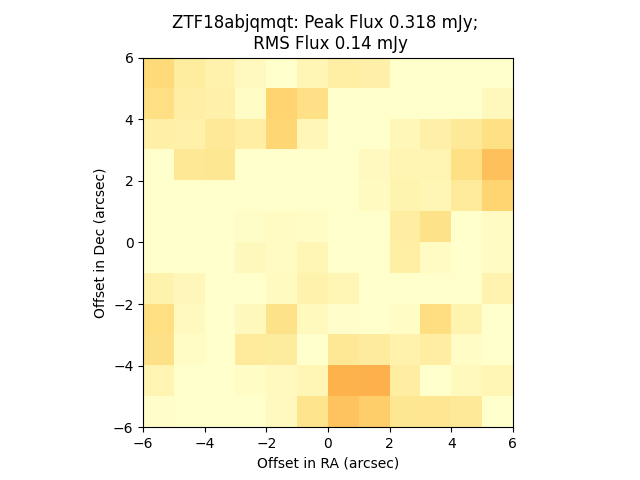 ZTF18abjqmqt: Peak Flux 0.318 mJy;
RMS Flux 0.14 mJy
6
4
2
0
−2
−4
−6
Offset in Dec (arcsec)
−6 −4 −2 0 2 4 6
Offset in RA (arcsec)